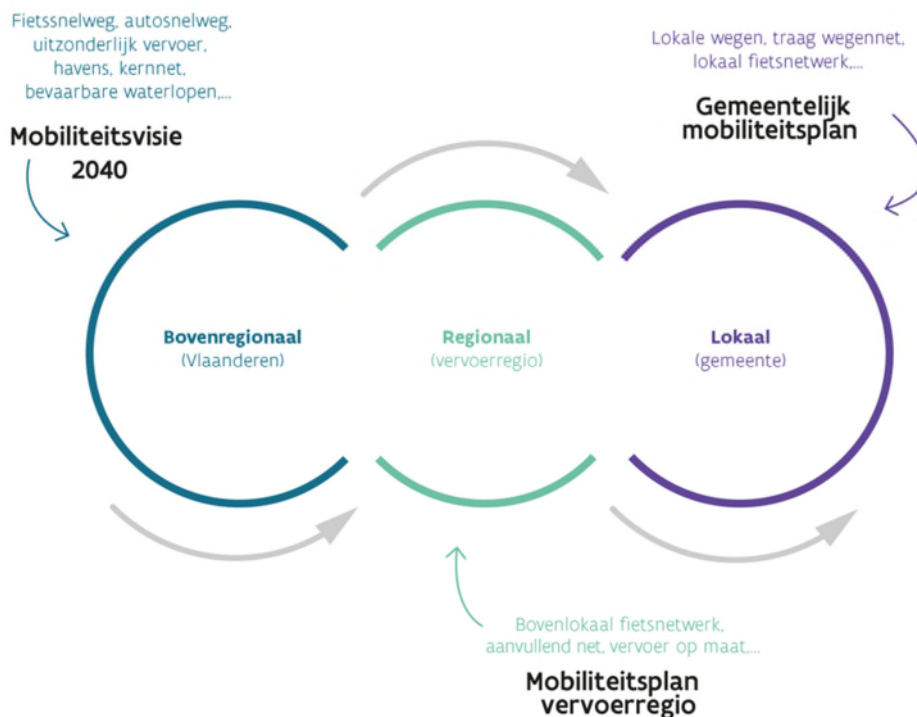 Fietssnelweg, autosnelweg,
uitzonderlijk vervoer,
havens, kernnet,
bevaarbare waterlopen,...
Mobiliteitsvisie
2040
Lokale wegen, traag wegennet,
lokaal fietsnetwerk,...
Gemeentelijk
mobiliteitsplan
Bovenregionaal
(Vlaanderen)
Regionaal
(vervoerregio)
Lokaal
(gemeente)
Bovenlokaal fietsnetwerk,
aanvullend net, vervoer op maat,...
Mobiliteitsplan
vervoerregio